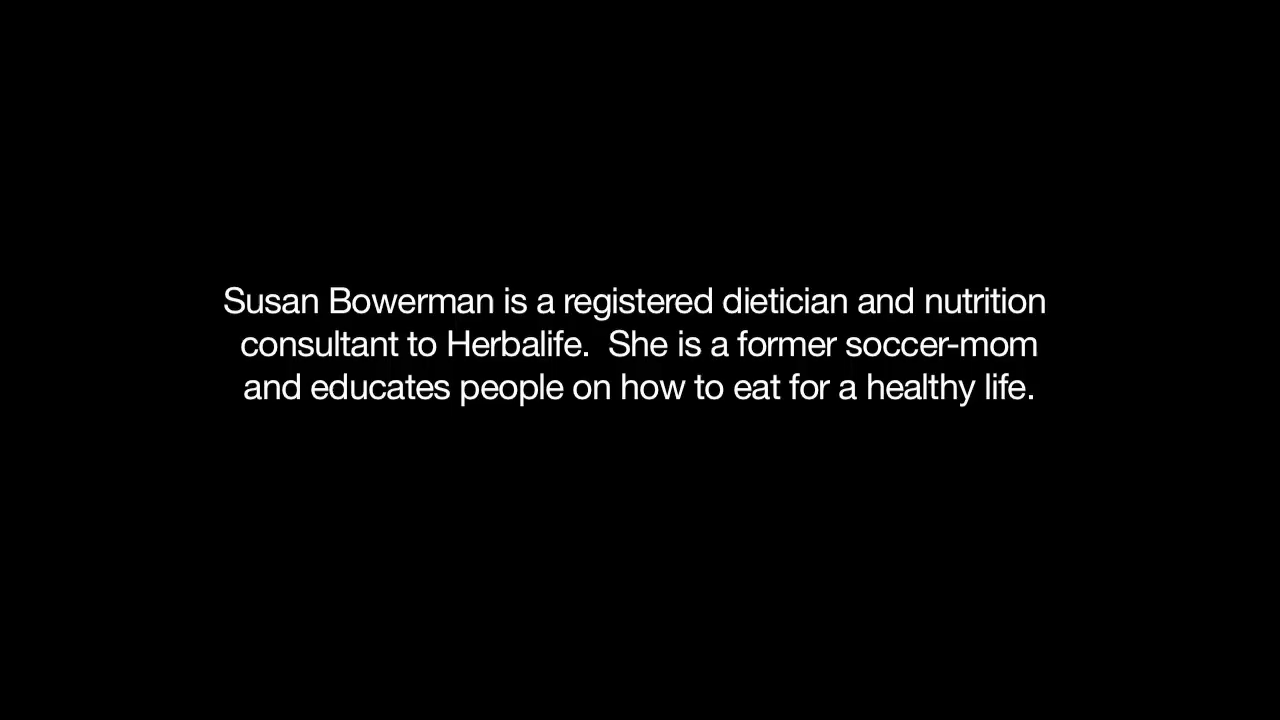 Susan Bowerman is a registered dietician and nutrition
consultant to Herbalife.  She is a former soccer-mom
and educates people on how to eat for a healthy life.